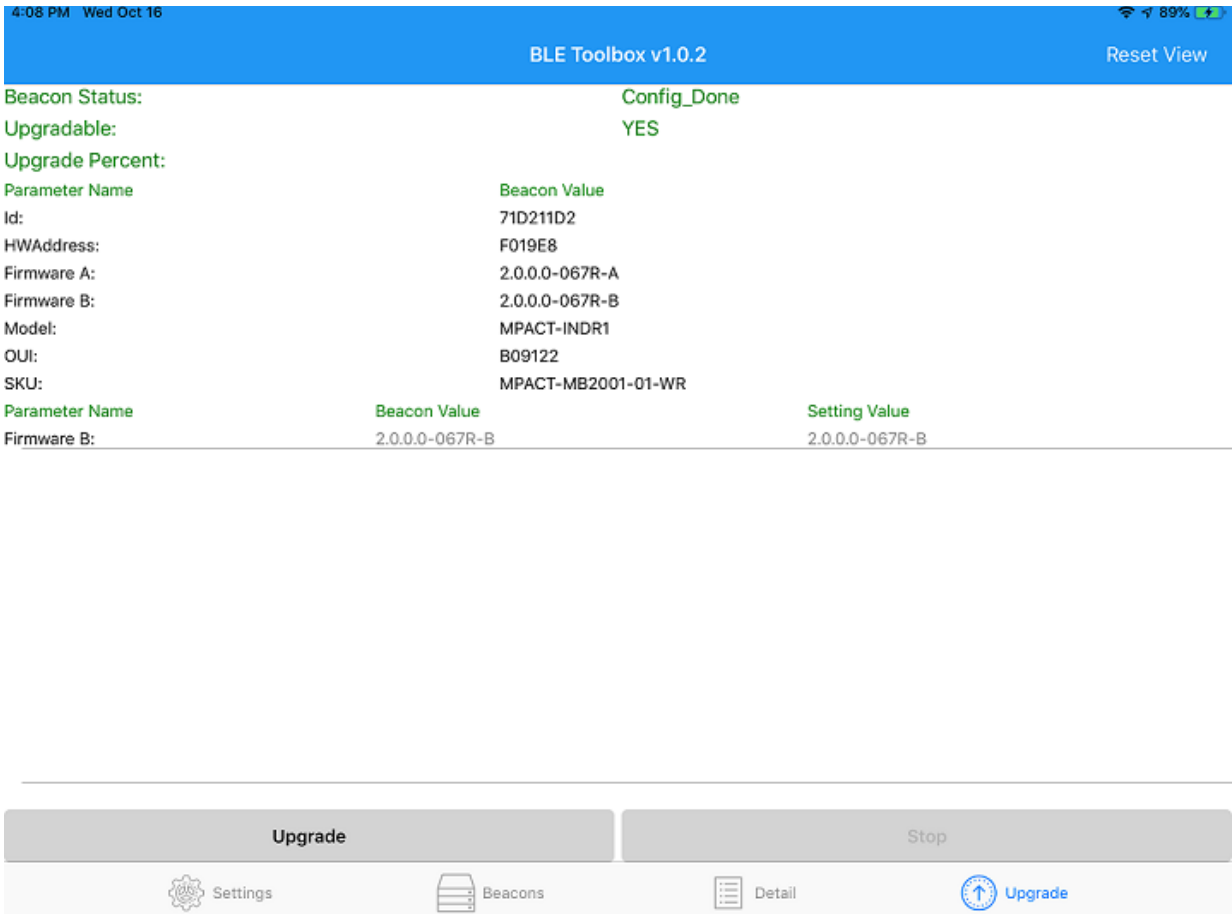 4:08 PM Wed Oct 16 89%
BLE Toolbox v1.0.2 Reset View
Beacon Status: Config_Done
Upgradable: YES
Upgrade Percent:
Parameter Name Beacon Value
Id: 71D211D2
HWAddress: F019E8
Firmware A: 2.0.0.0-067R-A
Firmware B: 2.0.0.0-067R-B
Model: MPACT-INDR1
OUI: B09122
SKU: MPACT-MB2001-01-WR
Parameter Name Beacon Value Setting Value
Firmware B: 2.0.0.0-067R-B 2.0.0.0-067R-B
Upgrade Stop
Settings Beacons Detail Upgrade